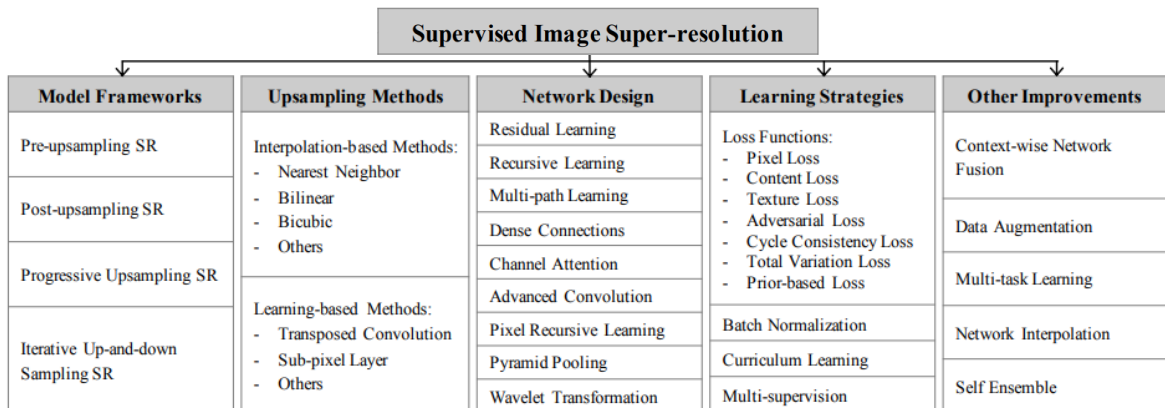 Supervised Image Super-resolution
Model Frameworks
Pre-upsampling SR
Post-upsampling SR
Progressive Upsampling SR
Iterative Up-and-down
Sampling SR
Upsampling Methods
Interpolation-based Methods:
- Nearest Neighbor
- Bilinear
- Bicubic
- Others
Learning-based Methods:
- Transposed Convolution
- Sub-pixel Layer
- Others
Network Design
Residual Learning
Recursive Learning
Multi-path Learning
Dense Connections
Channel Attention
Advanced Convolution
Pixel Recursive Learning
Pyramid Pooling
Wavelet Transformation
Learning Strategies
Loss Functions:
- Pixel Loss
- Content Loss
- Texture Loss
- Adversarial Loss
- Cycle Consistency Loss
- Total Variation Loss
- Prior-based Loss
Batch Normalization
Curriculum Learning
Multi-supervision
Other Improvements
Context-wise Network
Fusion
Data Augmentation
Multi-task Learning
Network Interpolation
Self Ensemble